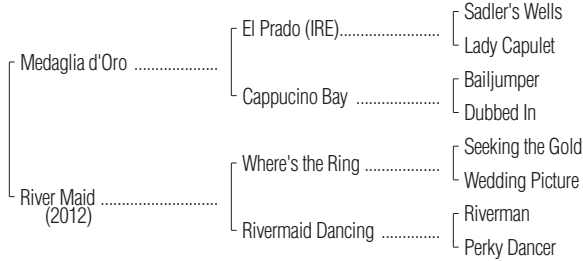 Sadler's Wells
El Prado (IRE)....................
Lady Capulet
Medaglia d'Oro .................
Bailjumper
Cappucino Bay .................
Dubbed In
Seeking the Gold
Where's the Ring ...............
Wedding Picture
River Maid ........................
(2012)
Riverman
Rivermaid Dancing .............
Perky Dancer